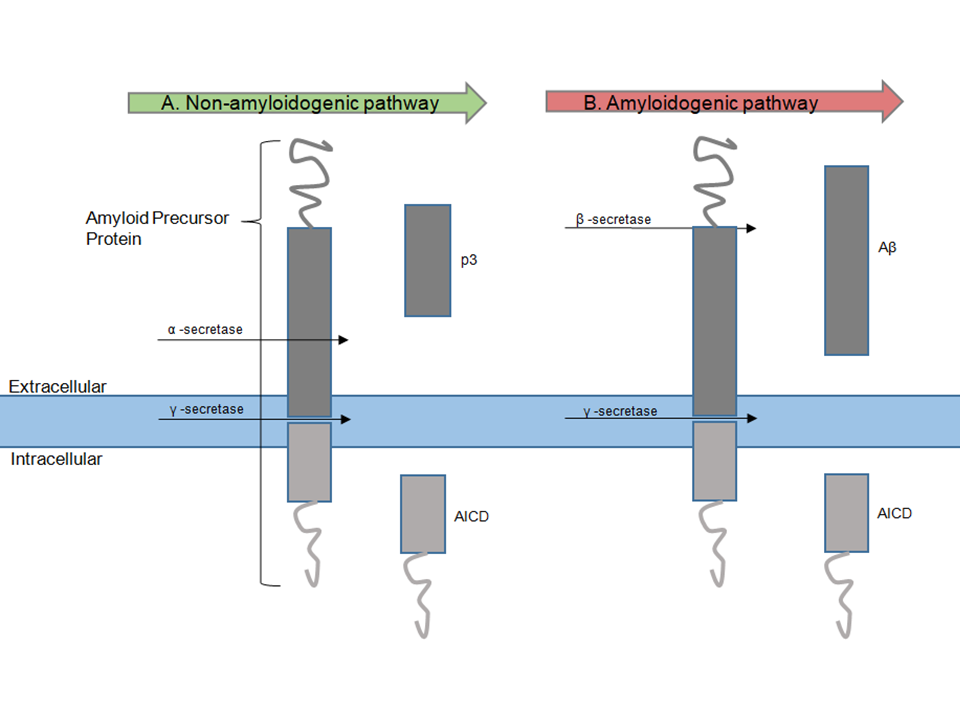 A. Non-amyloidogenic pathway
B. Amyloidogenic pathway
Amyloid Precursor
Protein
p3
β -secretase
Aβ
α -secretase
Extracellular
γ -secretase
γ -secretase
Intracellular
AICD
AICD